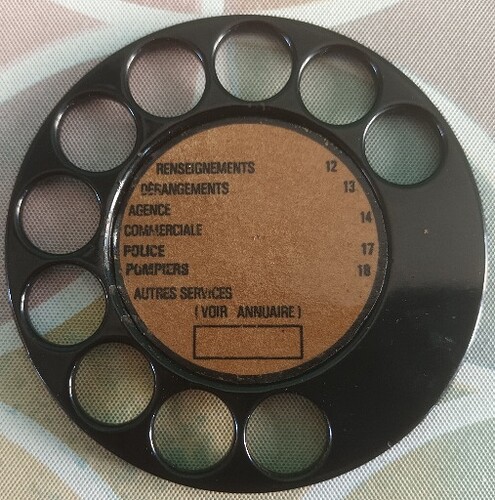 RENSEIGNEMENTS 12
DÉRANGEMENTS 13
AGENCE
COMMERCIALE 14
POLICE 17
POMPIERS 18
AUTRES SERVICES
(VOIR ANNUAIRE)